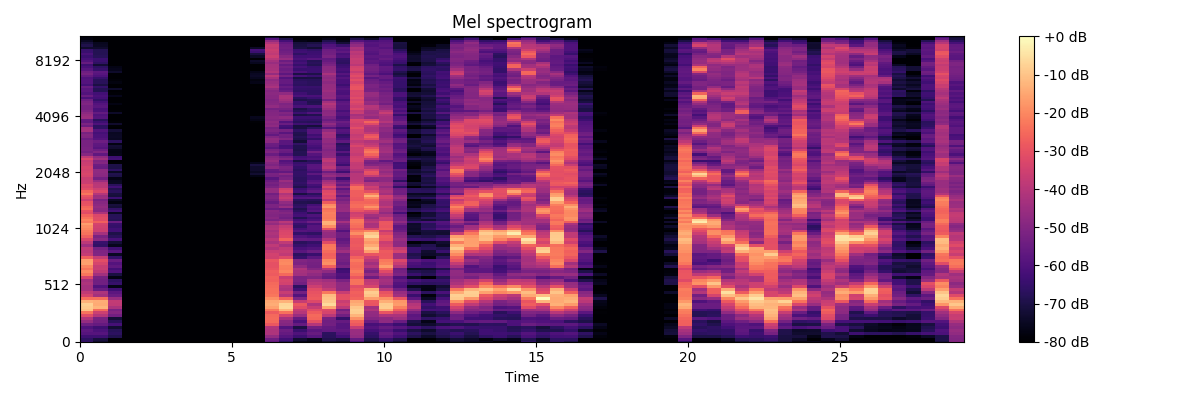 Mel spectrogram
8192
4096
2048
1024
512
0
Hz
0 5 10 15 20 25
Time
+0 dB
-10 dB
-20 dB
-30 dB
-40 dB
-50 dB
-60 dB
-70 dB
-80 dB